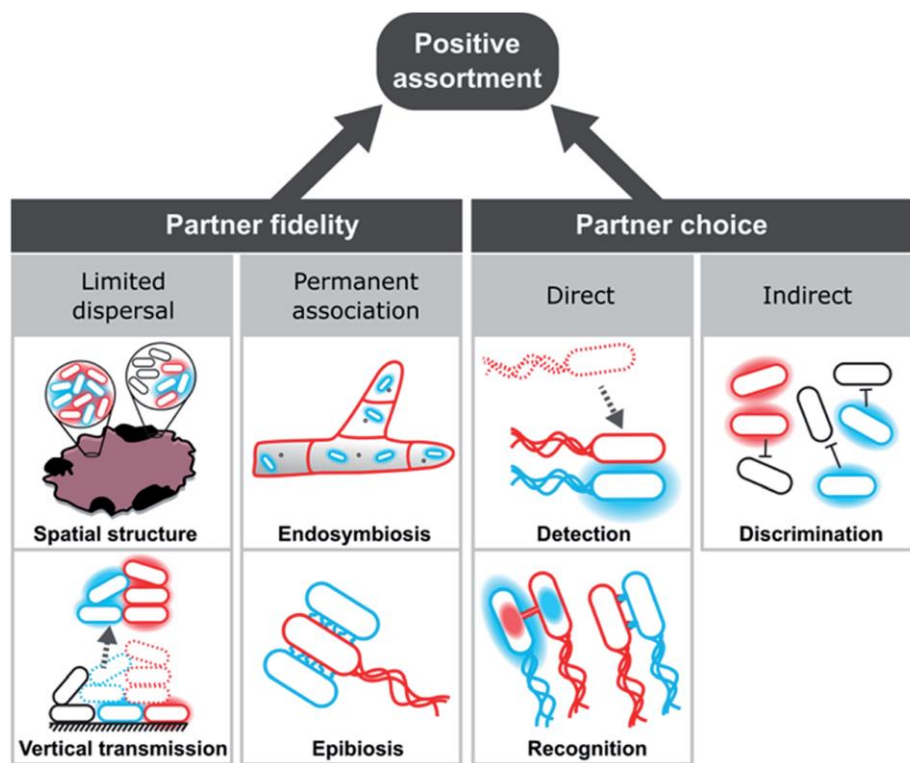 Positive
assortment
Partner fidelity
Partner choice
Limited
dispersal
Permanent
association
Direct
Indirect
Spatial structure
Endosymbiosis
Detection
Discrimination
Vertical transmission
Epibiosis
Recognition